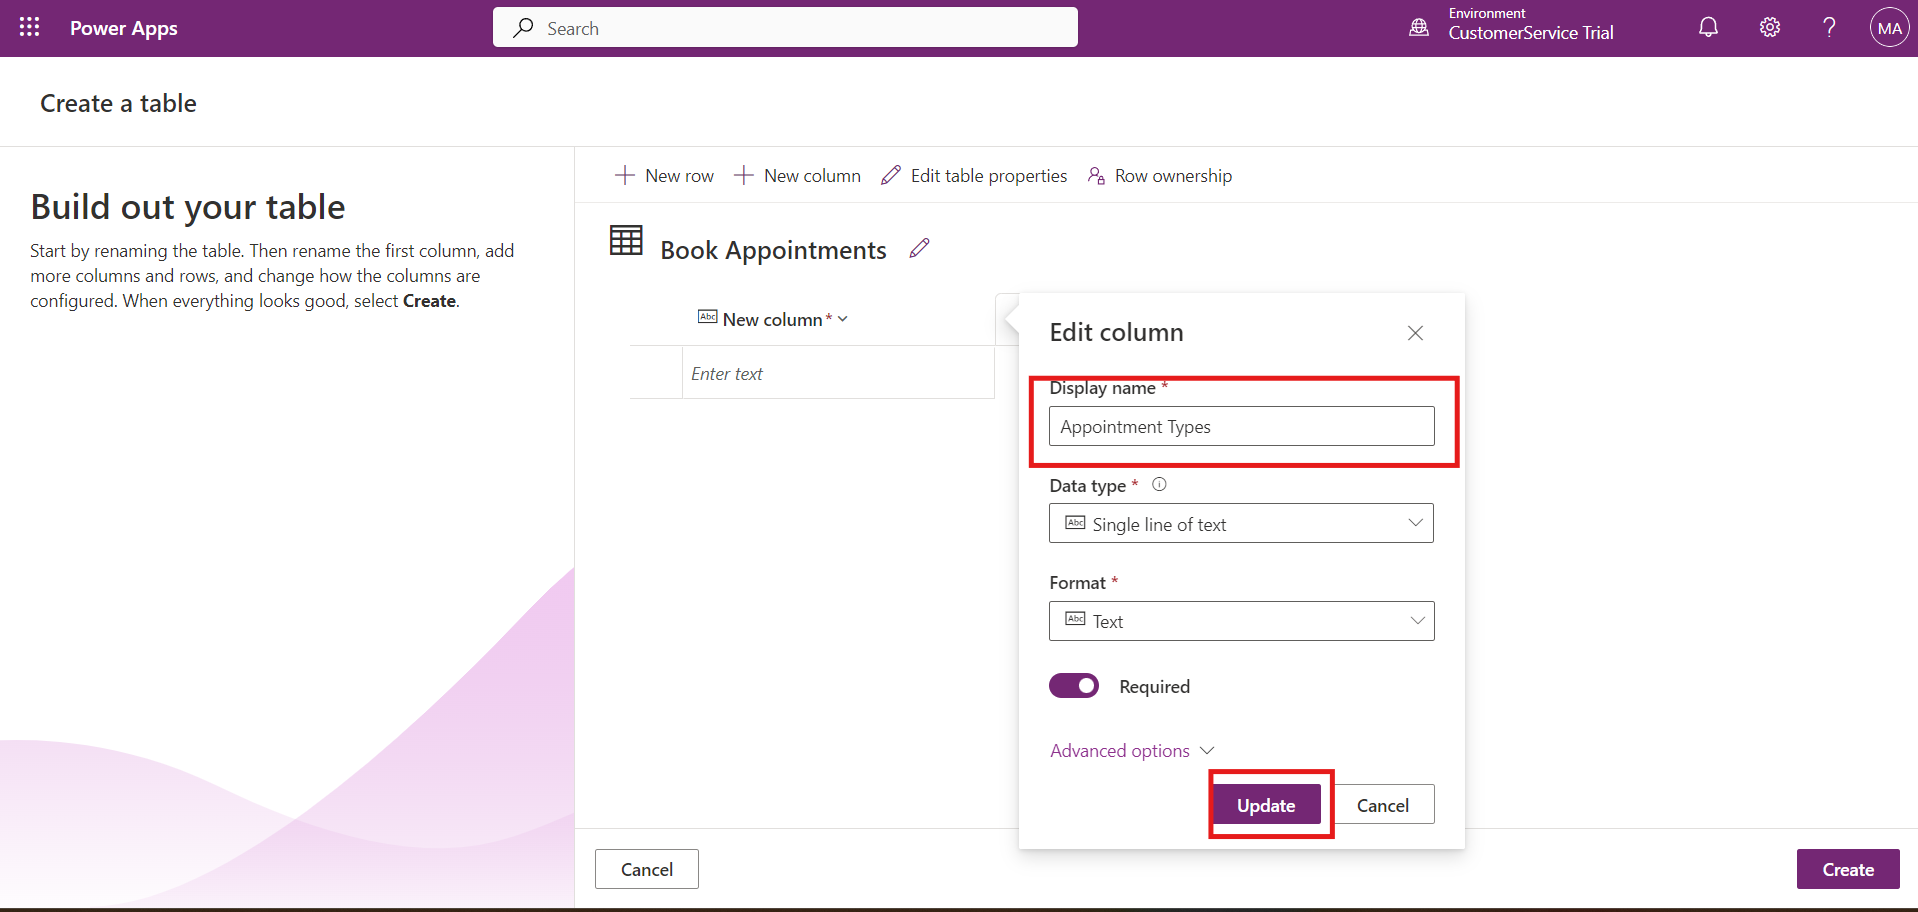 Power Apps
Search
Environment
CustomerService Trial
?
MA
Create a table
Build out your table
Start by renaming the table. Then rename the first column, add
more columns and rows, and change how the columns are
configured. When everything looks good, select Create.
New row
New column
Edit table properties
Row ownership
Book Appointments
Abc New column *
Enter text
Edit column
Display name *
Appointment Types
Data type *
Abc Single line of text
Format *
Abc Text
Required
Advanced options
Update
Cancel
Cancel
Create